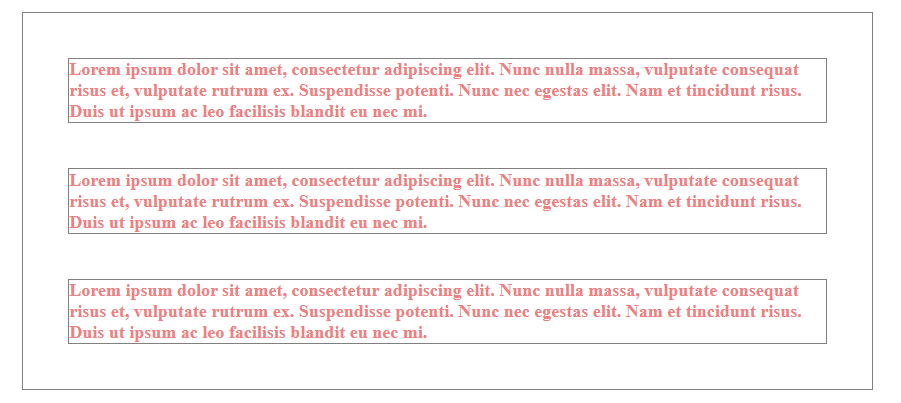 Lorem ipsum dolor sit amet, consectetur adipiscing elit. Nunc nulla massa, vulputate consequat
risus et, vulputate rutrum ex. Suspendisse potenti. Nunc nec egestas elit. Nam et tincidunt risus.
Duis ut ipsum ac leo facilisis blandit eu nec mi.
Lorem ipsum dolor sit amet, consectetur adipiscing elit. Nunc nulla massa, vulputate consequat
risus et, vulputate rutrum ex. Suspendisse potenti. Nunc nec egestas elit. Nam et tincidunt risus.
Duis ut ipsum ac leo facilisis blandit eu nec mi.
Lorem ipsum dolor sit amet, consectetur adipiscing elit. Nunc nulla massa, vulputate consequat
risus et, vulputate rutrum ex. Suspendisse potenti. Nunc nec egestas elit. Nam et tincidunt risus.
Duis ut ipsum ac leo facilisis blandit eu nec mi.